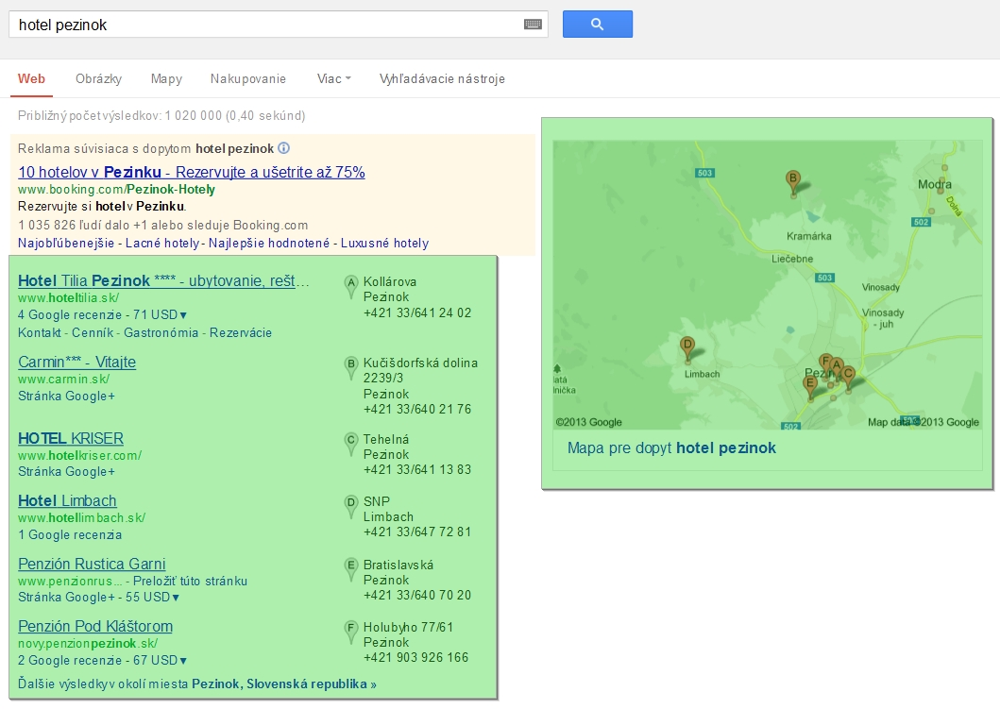 hotel pezinok
Web Obrázky Mapy Nakupovanie Viac Vyhľadávacie nástroje
Približný počet výsledkov: 1 020 000 (0,40 sekúnd)
Reklama súvisiaca s dopytom hotel pezinok
10 hotelov v Pezinku - Rezervujte a ušetrite až 75%
www.booking.com/Pezinok-Hotely
Rezervujte si hotel v Pezinku.
1 035 826 ľudí dalo +1 alebo sleduje Booking.com
Najobľúbenejšie - Lacné hotely - Najlepšie hodnotené - Luxusné hotely
Hotel Tilia Pezinok **** - ubytovanie, rešt...
www.hoteltilia.sk/
4 Google recenzie - 71 USD▼
Kontakt - Cenník - Gastronómia - Rezervácie
A Kollárova
Pezinok
+421 33/641 24 02
Carmin*** - Vitajte
www.carmin.sk/
Stránka Google+
B Kučišdorfská dolina
2239/3
Pezinok
+421 33/640 21 76
HOTEL KRISER
www.hotelkriser.com/
Stránka Google+
C Tehelná
Pezinok
+421 33/641 13 83
Hotel Limbach
www.hotellimbach.sk/
1 Google recenzia
D SNP
Limbach
+421 33/647 72 81
Penzión Rustica Garni
www.penzionrus... - Preložiť túto stránku
Stránka Google+ - 55 USD▼
E Bratislavská
Pezinok
+421 33/640 70 20
Penzión Pod Kláštorom
novy.penzionpezinok.sk/
2 Google recenzie - 67 USD▼
F Holubyho 77/61
Pezinok
+421 903 926 166
Ďalšie výsledky v okolí miesta Pezinok, Slovenská republika »
503
B
Modra
Dolná
502
Kramárka
Liečebne
503
Vinosady
Vinosady
- juh
D
Limbach
F A C
E
latá
lnička
502
©2013 Google
Map data ©2013 Google
Mapa pre dopyt hotel pezinok